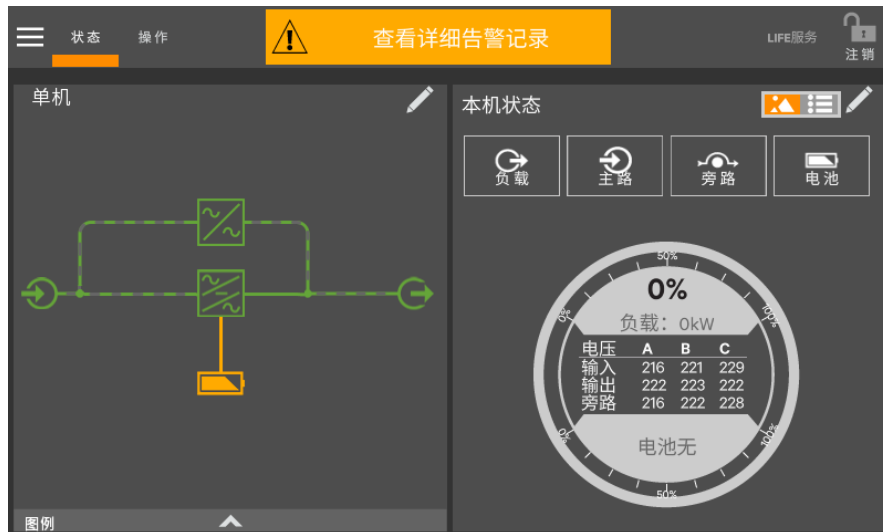 状态 操作 查看详细告警记录 LIFE服务
注销
单机
本机状态
负载 主路 旁路 电池
50%
0%
0% 100%
负载: 0kW
电压 A B C
输入 216 221 229
输出 222 223 222
旁路 216 222 228
0% 100%
电池无
50%
图例